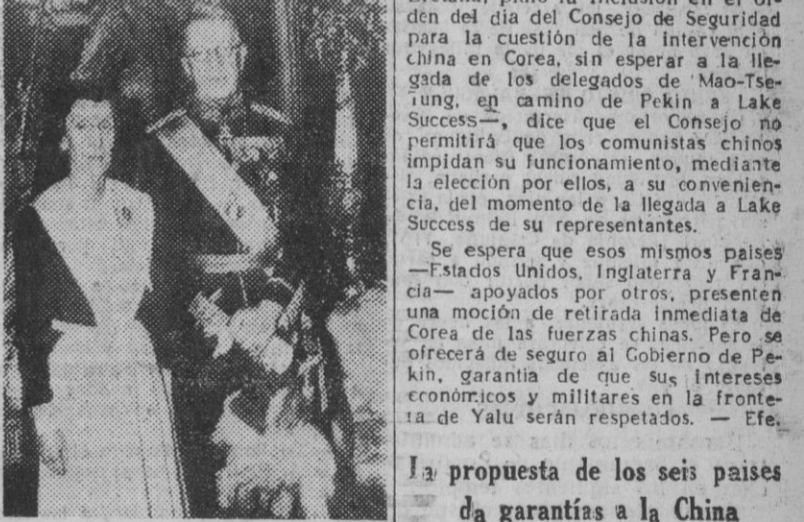 den del día del Consejo de Seguridad
para la cuestión de la intervención
china en Corea, sin esperar a la lle-
gada de los delegados de Mao-Tse-
Tung, en camino de Pekin a Lake
Success—, dice que el Consejo no
permitirá que los comunistas chinos
impidan su funcionamiento, mediante
la elección por ellos, a su convenien-
cia, del momento de la llegada a Lake
Success de su representantes.
Se espera que esos mismos paises
—Estados Unidos, Inglaterra y Fran-
cia— apoyados por otros, presenten
una moción de retirada inmediata de
Corea de las fuerzas chinas. Pero se
ofrecerá de seguro al Gobierno de Pe-
kin, garantia de que sus intereses
económicos y militares en la fronte-
ra de Yalu serán respetados. — Efe.
La propuesta de los seis paises
da garantías a la China